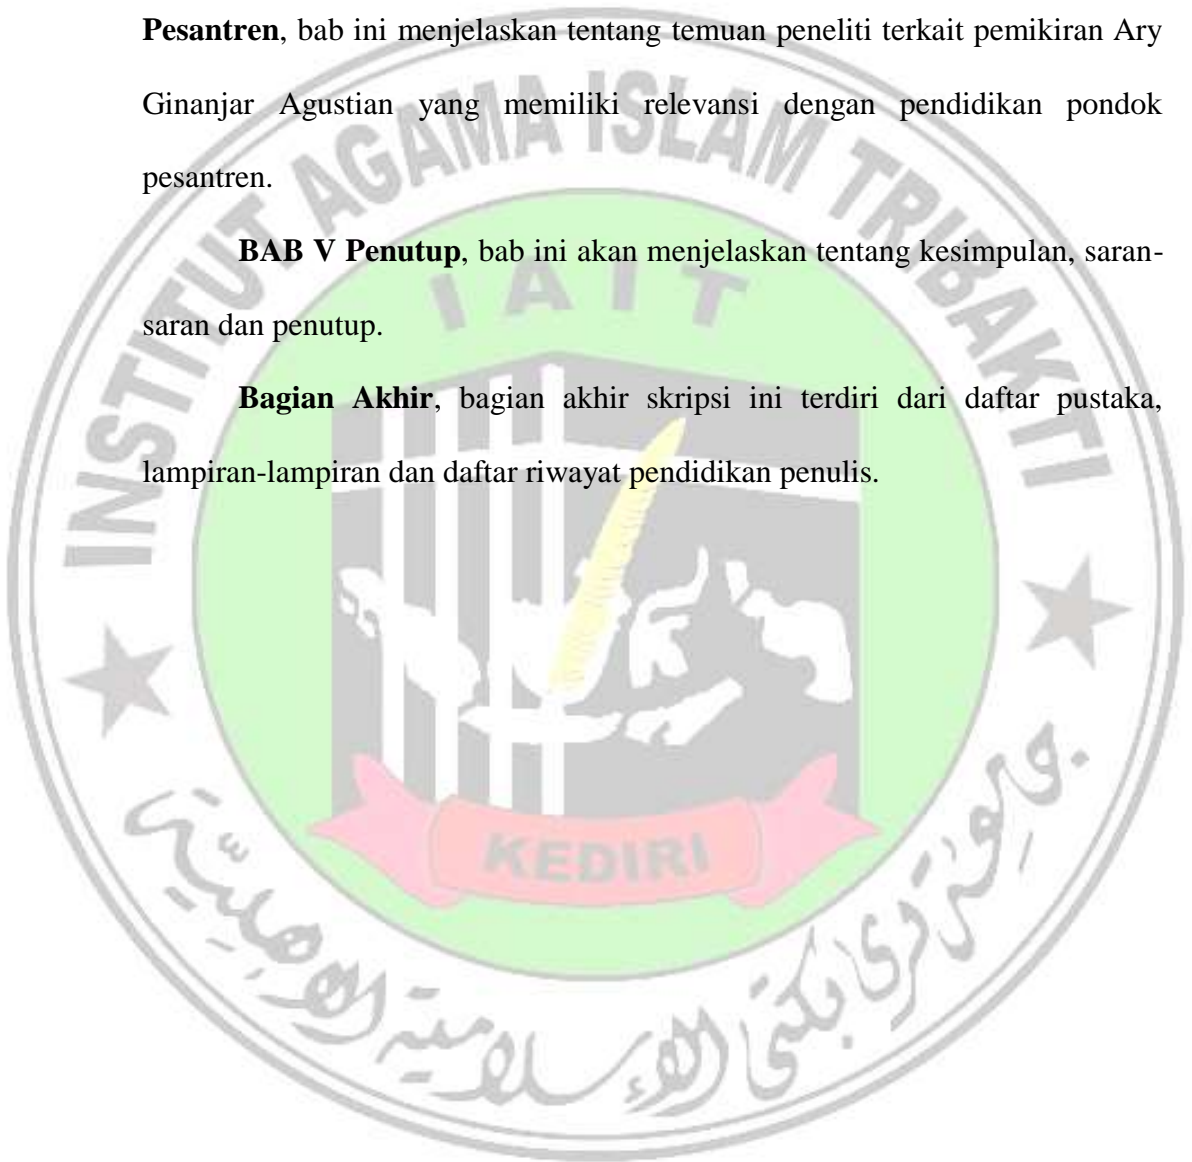 Pesantren, bab ini menjelaskan tentang temuan peneliti terkait pemikiran Ary
Ginanjar Agustian yang memiliki relevansi dengan pendidikan pondok
pesantren.
BAB V Penutup, bab ini akan menjelaskan tentang kesimpulan, saran-
saran dan penutup.
Bagian Akhir, bagian akhir skripsi ini terdiri dari daftar pustaka,
lampiran-lampiran dan daftar riwayat pendidikan penulis.
INSTITUT AGAMA ISLAM TRIBAKTI
I A I T
KEDIRI